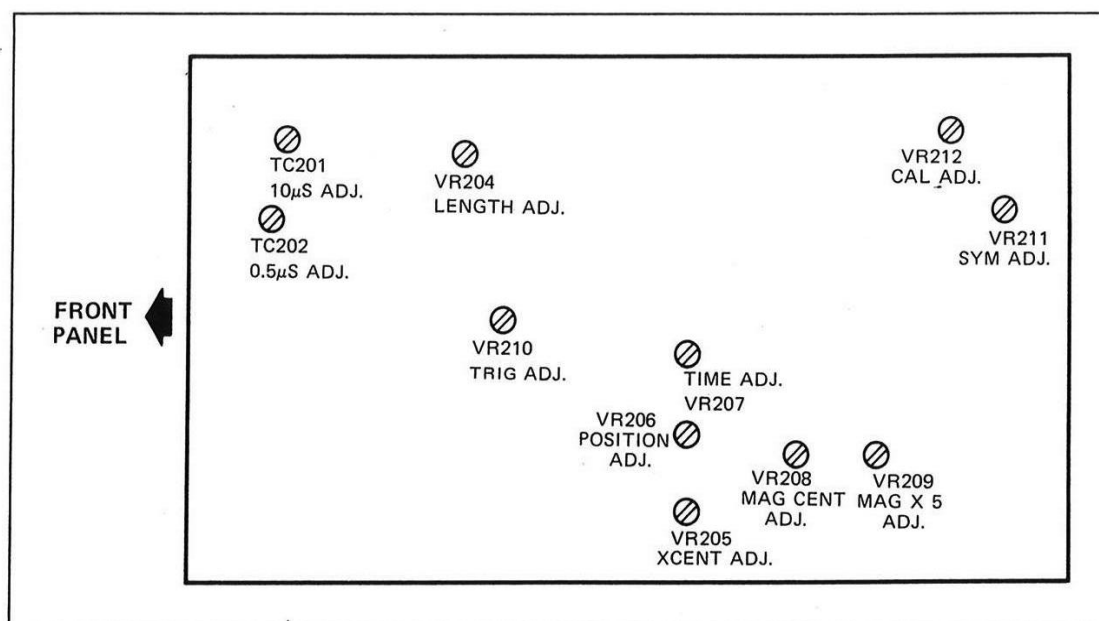 TC201
10µS ADJ.
VR204
LENGTH ADJ.
VR212
CAL ADJ.
TC202
0.5µS ADJ.
VR211
SYM ADJ.
FRONT
PANEL
VR210
TRIG ADJ.
TIME ADJ.
VR207
VR206
POSITION
ADJ.
VR208
MAG CENT
ADJ.
VR209
MAG X 5
ADJ.
VR205
XCENT ADJ.